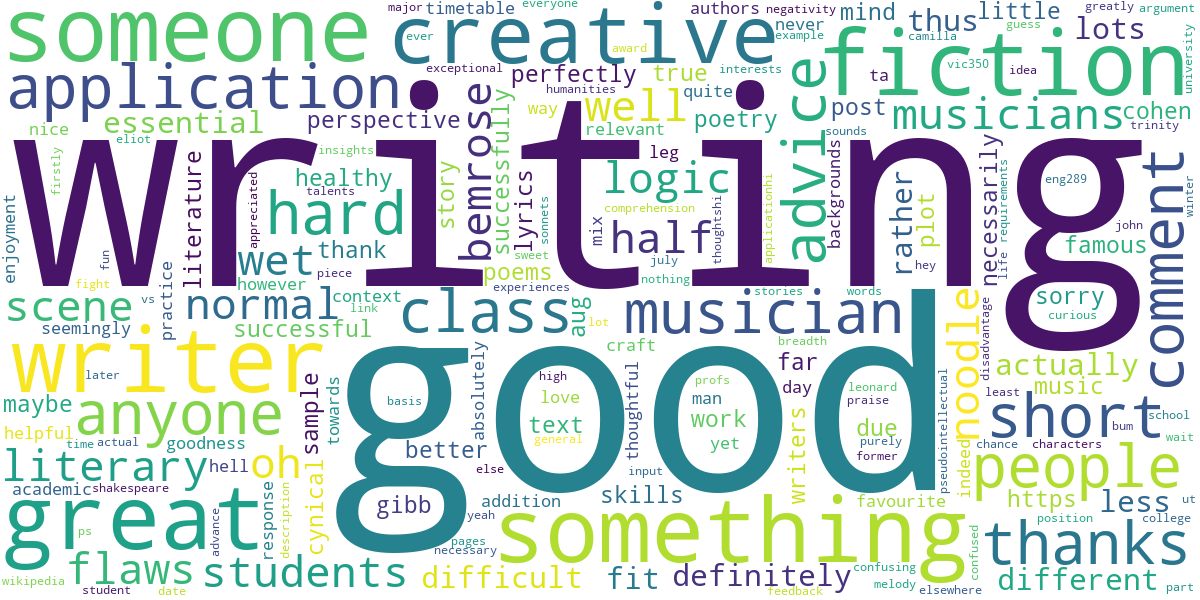 someone creative major timetable everyone authors negativity mind thus little greatly argument
ever award example never camilla lots guess
application exceptional perfectly true interests fiction vic350 idea university
humanities quite ta
essential perspective way well relevant poetry advice post musicians cohen trinity
nice eliot successfully sounds
writing
firstly insights literature healthy talents appreciated hard bemrose leg logic backgrounds necessarily eng289 winter
story lyrics comprehension rather plot requirements life john
enjoyment wet thank sonnets mix half thoughtshi applicationhi famous comment
fun piece sweet july hey
fight however poems experiences nothing
scene vs practice normal context link class aug stories words musician noodle sorry curious
seemingly successful lot craft breadth disadvantage
writer good far actually
later sample towards absolutely high love thoughtful profs day leonard pseudointellectual music
maybe anyone basis text man praise least short school
helpful time actual goodness better general work writers due purely chance characters bum wait
literary hell oh cynical else input yet former indeed people
academic shakespeare response gibb addition skills favourite https less ut
great description yeah something position college
ps advance pages thanks
necessary confused
wikipedia flaws students difficult fit definitely confusing different
student date feedback melody elsewhere part